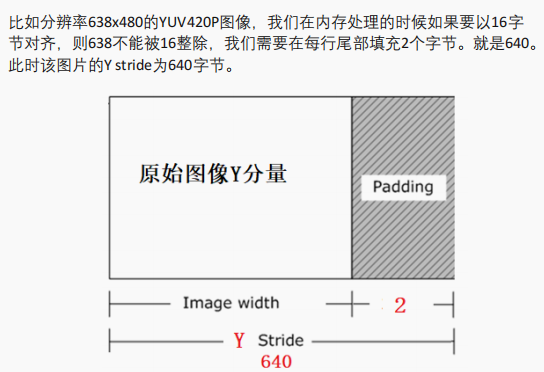 比如分辨率638x480的YUV420P图像，我们在内存处理的时候如果要以16字
节对齐，则638不能被16整除，我们需要在每行尾部填充2个字节。就是640。
此时该图片的Y stride为640字节。
原始图像Y分量
Padding
Image width
2
Y Stride
640